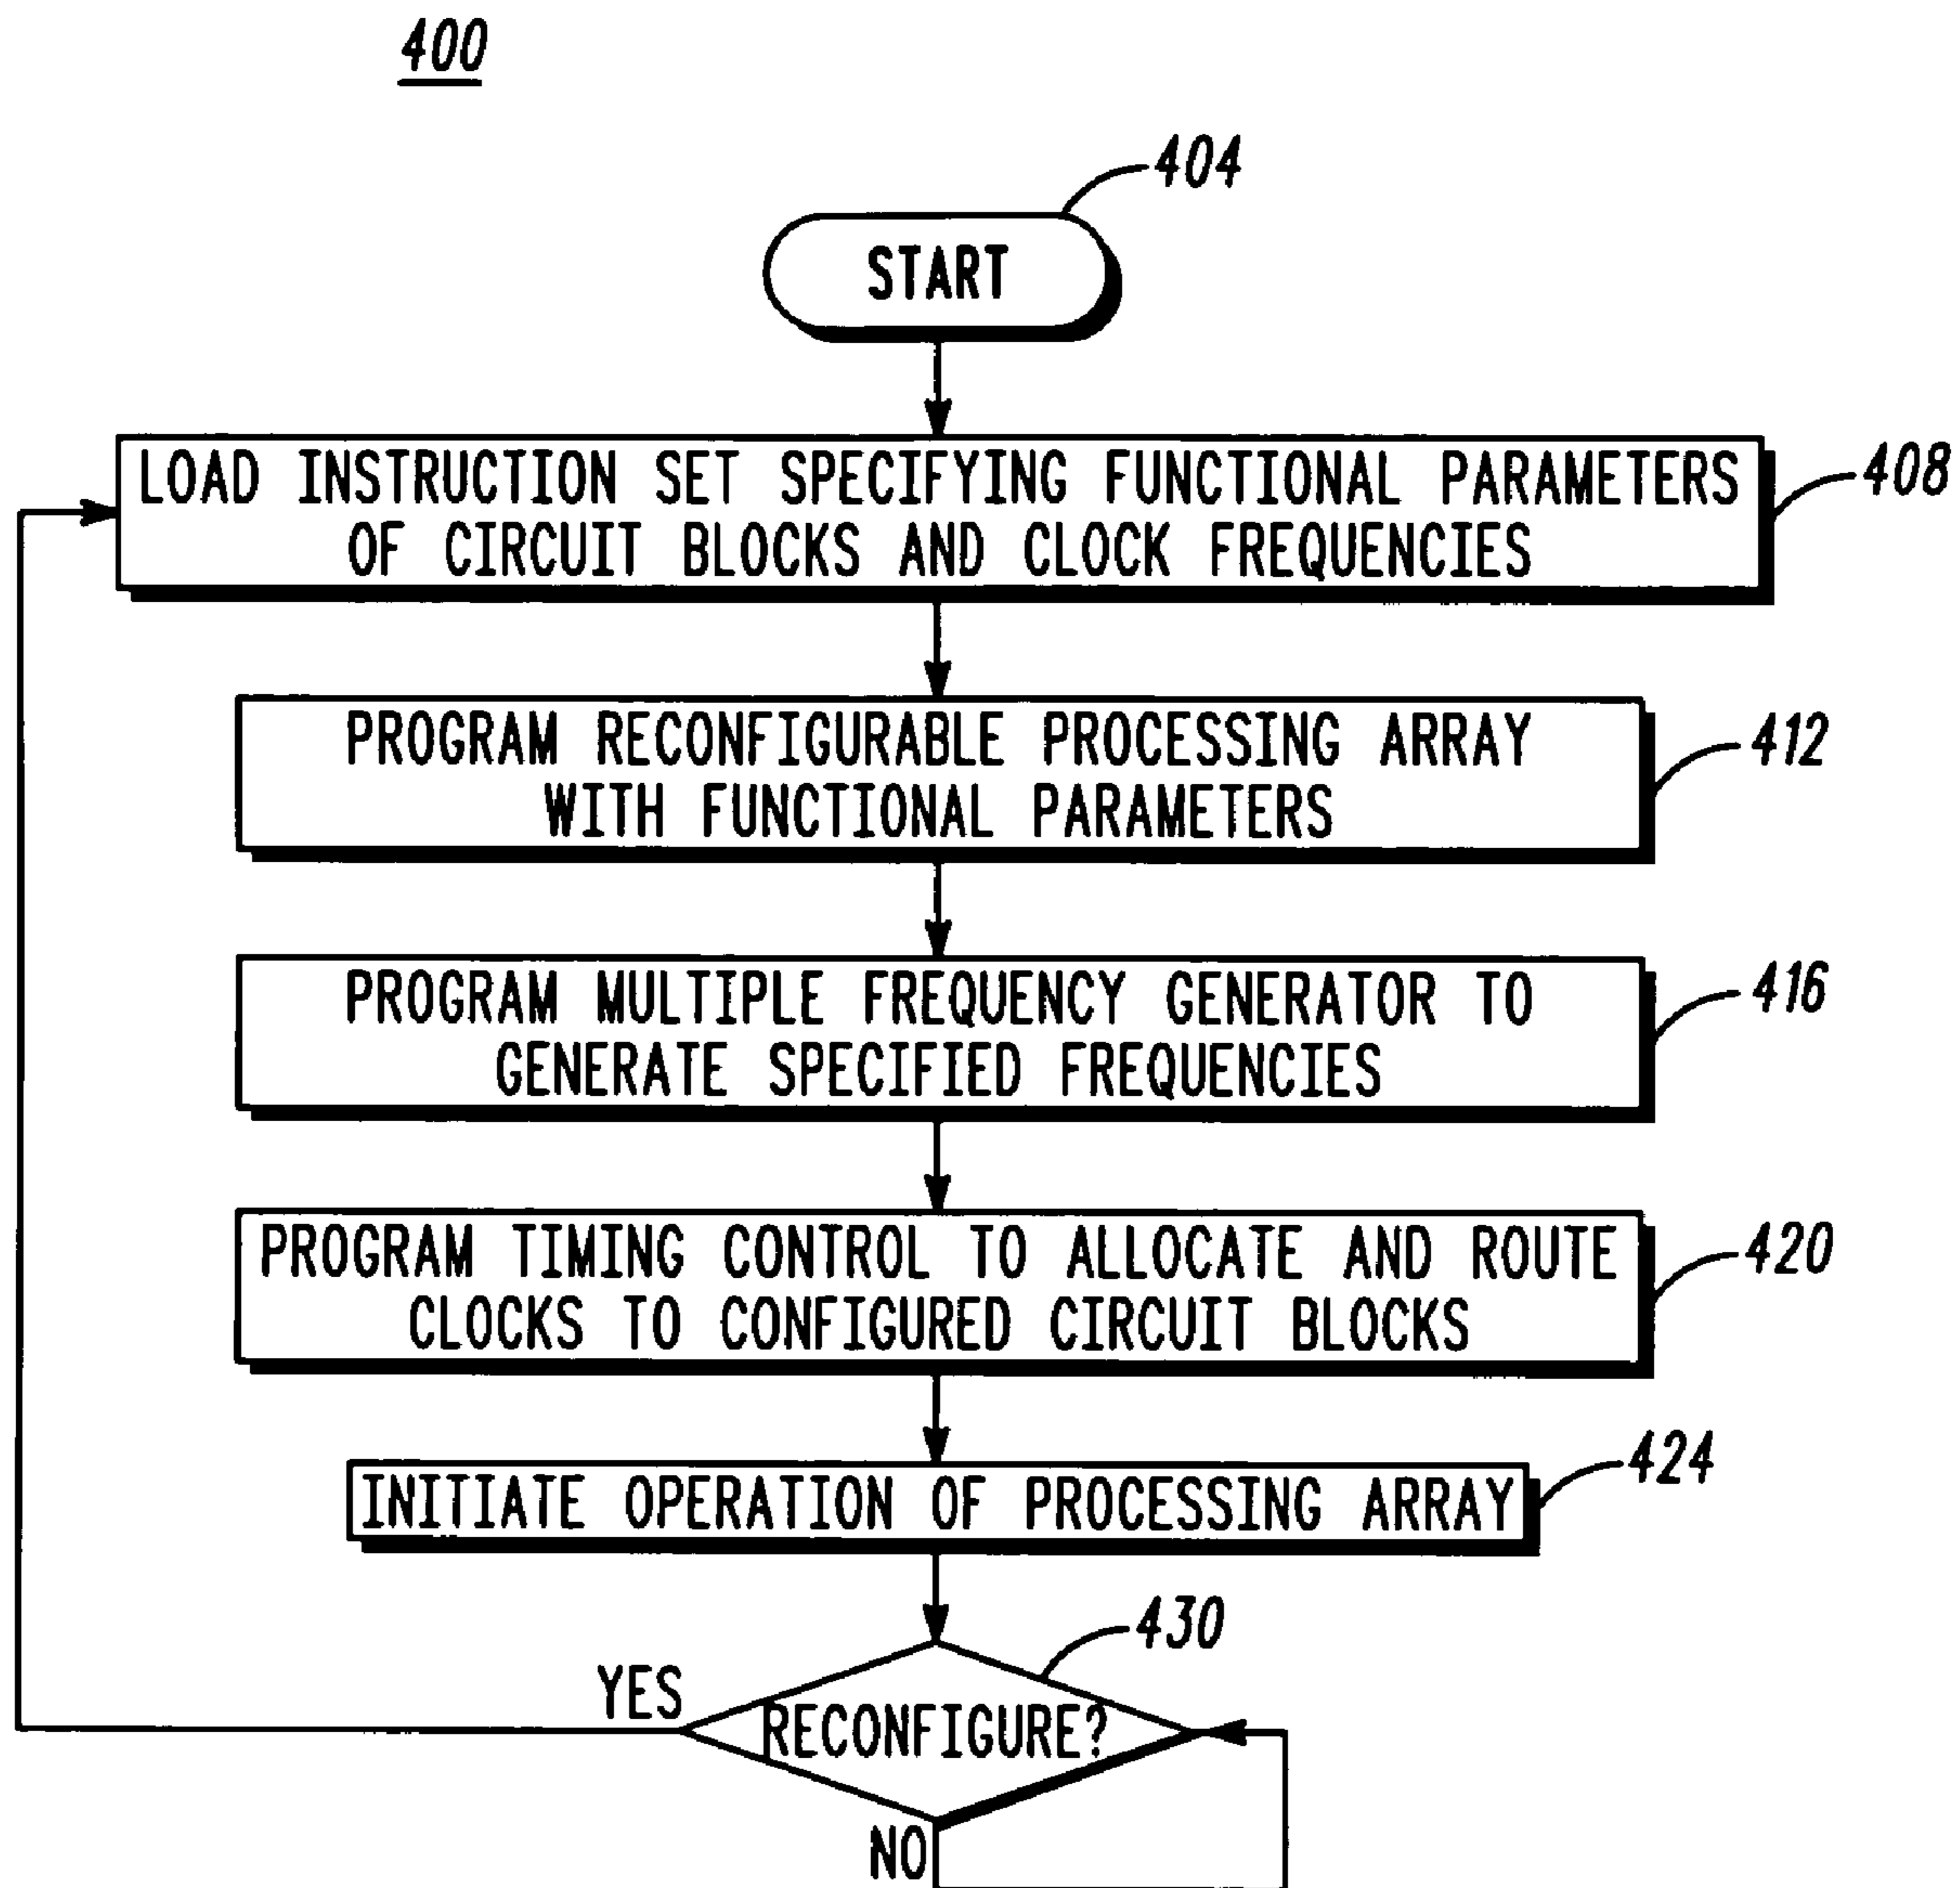 400
404
START
LOAD INSTRUCTION SET SPECIFYING FUNCTIONAL PARAMETERS
OF CIRCUIT BLOCKS AND CLOCK FREQUENCIES
408
PROGRAM RECONFIGURABLE PROCESSING ARRAY
WITH FUNCTIONAL PARAMETERS
412
PROGRAM MULTIPLE FREQUENCY GENERATOR TO
GENERATE SPECIFIED FREQUENCIES
416
PROGRAM TIMING CONTROL TO ALLOCATE AND ROUTE
CLOCKS TO CONFIGURED CIRCUIT BLOCKS
420
INITIATE OPERATION OF PROCESSING ARRAY
424
430
YES
RECONFIGURE?
NO